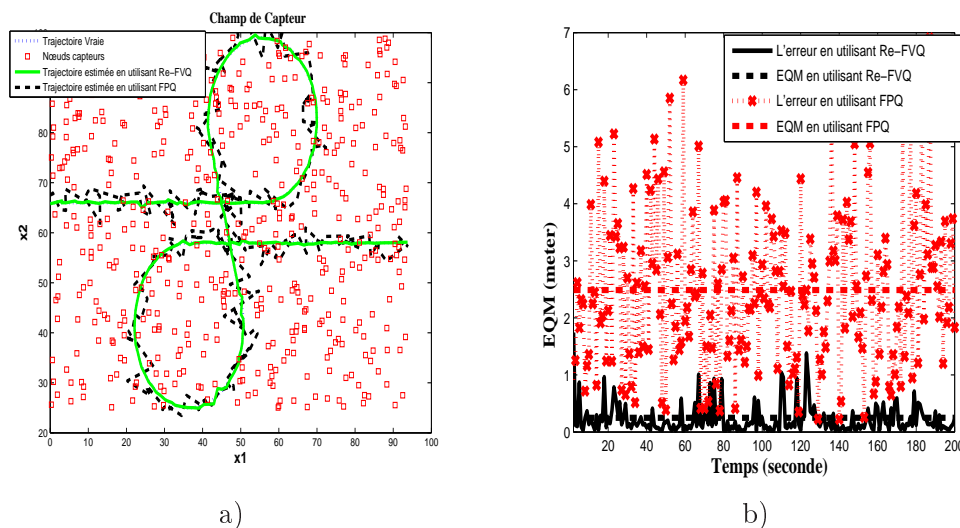 Champ de Capteur
Trajectoire Vraie
Nœuds capteurs
Trajectoire estimée en utilisant Re−FVQ
Trajectoire estimée en utilisant FPQ
x2
80
70
60
50
40
30
20
0 10 20 30 40 50 60 70 80 90 100
x1
a)
L'erreur en utilisant Re−FVQ
EQM en utilisant Re−FVQ
L'erreur en utilisant FPQ
EQM en utilisant FPQ
EQM (meter)
7
6
5
4
3
2
1
0
20 40 60 80 100 120 140 160 180 200
Temps (seconde)
b)